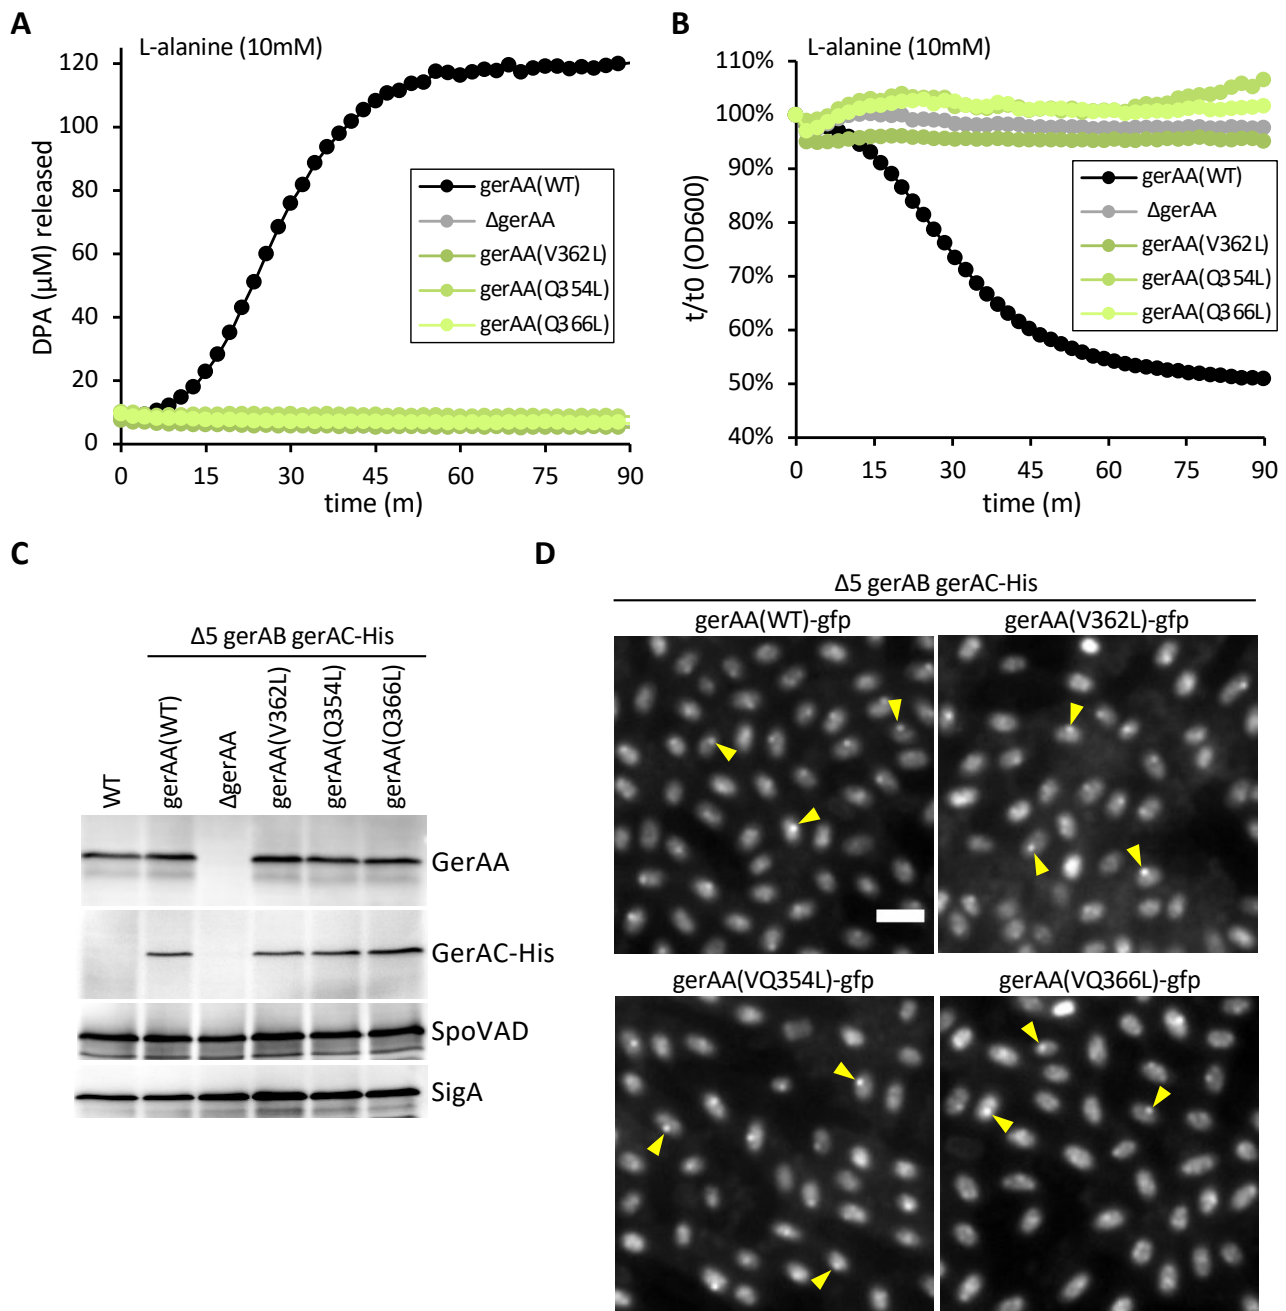 A
L-alanine (10mM)
120
100
80
60
40
20
0
DPA (µM) released
0 15 30 45 60 75 90
time (m)
gerAA(WT)
ΔgerAA
gerAA(V362L)
gerAA(Q354L)
gerAA(Q366L)
B
L-alanine (10mM)
110%
100%
90%
80%
70%
60%
50%
40%
t/t0 (OD600)
0 15 30 45 60 75 90
time (m)
gerAA(WT)
ΔgerAA
gerAA(V362L)
gerAA(Q354L)
gerAA(Q366L)
C
Δ5 gerAB gerAC-His
WT
gerAA(WT)
ΔgerAA
gerAA(V362L)
gerAA(Q354L)
gerAA(Q366L)
GerAA
GerAC-His
SpoVAD
SigA
D
Δ5 gerAB gerAC-His
gerAA(WT)-gfp
gerAA(V362L)-gfp
gerAA(VQ354L)-gfp
gerAA(VQ366L)-gfp